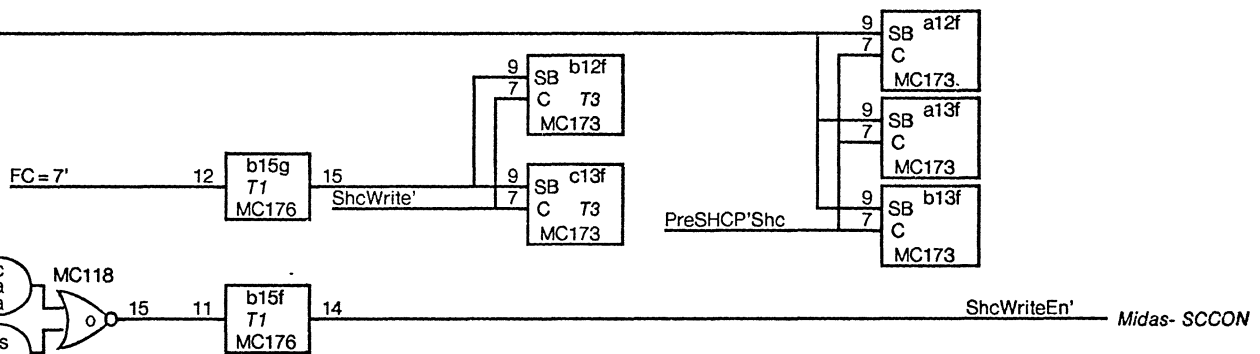 9 SB a12f
7 C
MC173.
9 SB b12f
7 C T3
MC173
9 SB a13f
7 C
MC173
FC = 7' 12 b15g 15
T1
MC176
ShcWrite'
9 SB c13f
7 C T3
MC173
PreSHCP'Shc
9 SB b13f
7 C
MC173
c
a
a
s
MC118
o 15 11 b15f 14
T1
MC176
ShcWriteEn' Midas- SCCON